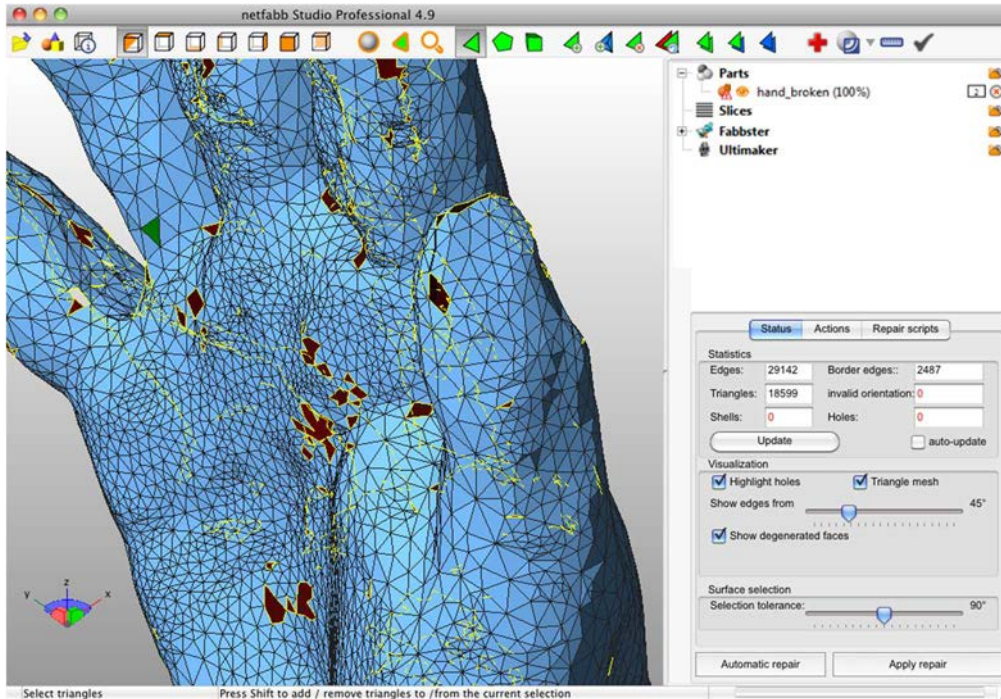 netfabb Studio Professional 4.9
Parts
hand_broken (100%)
2
Slices
Fabbster
Ultimaker
Status Actions Repair scripts
Statistics
Edges: 29142 Border edges:: 2487
Triangles: 18599 invalid orientation: 0
Shells: 0 Holes: 0
Update auto-update
Visualization
Highlight holes Triangle mesh
Show edges from 45°
Show degenerated faces
Surface selection
Selection tolerance: 90°
Automatic repair Apply repair
z
y x
Select triangles Press Shift to add / remove triangles to /from the current selection